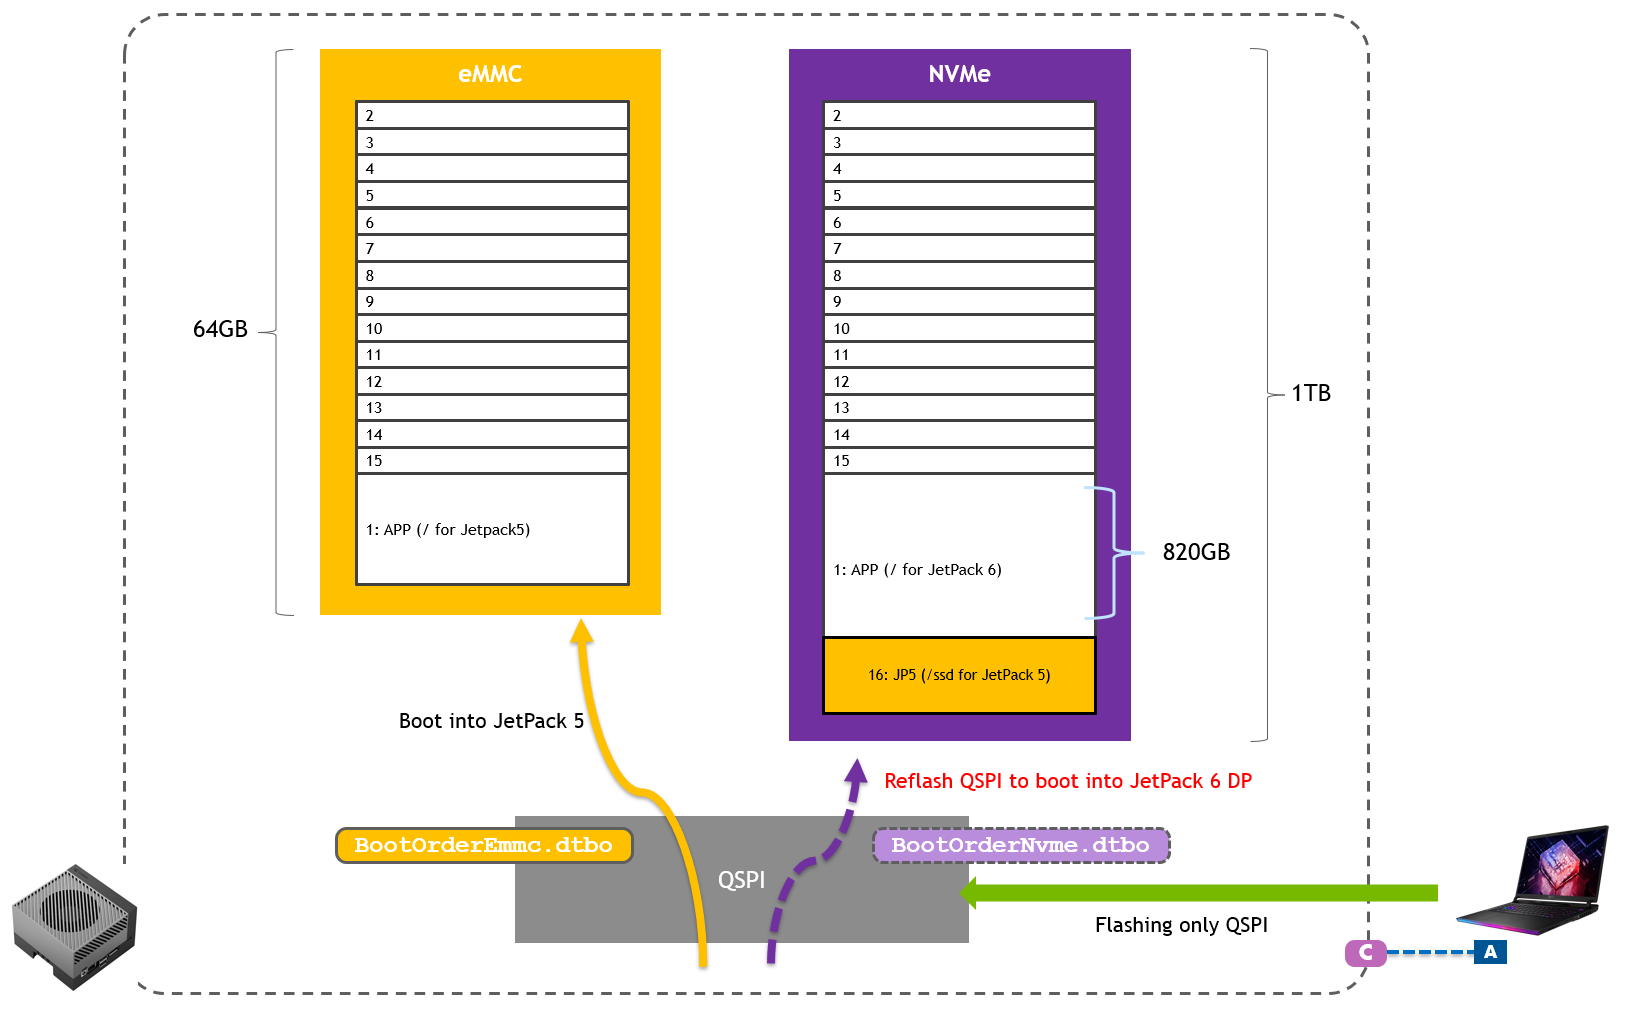 eMMC
2
3
4
5
6
7
8
9
10
11
12
13
14
15
1: APP (/ for Jetpack5)
64GB
NVMe
2
3
4
5
6
7
8
9
10
11
12
13
14
15
1: APP (/ for JetPack 6)
16: JP5 (/ssd for JetPack 5)
820GB
1TB
Boot into JetPack 5
Reflash QSPI to boot into JetPack 6 DP
BootOrderEmmc.dtbo
BootOrderNvme.dtbo
QSPI
Flashing only QSPI
C
A